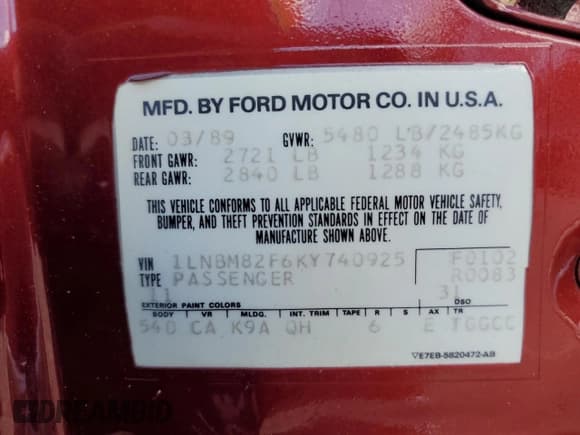 MFD. BY FORD MOTOR CO. IN U.S.A.
DATE: 03/89 GVWR: 5480 LB/2485KG
FRONT GAWR: 2721 LB 1234 KG
REAR GAWR: 2840 LB 1288 KG
THIS VEHICLE CONFORMS TO ALL APPLICABLE FEDERAL MOTOR VEHICLE SAFETY,
BUMPER, AND THEFT PREVENTION STANDARDS IN EFFECT ON THE DATE OF
MANUFACTURE SHOWN ABOVE.
VIN 1LNBM82F6KY740925 F0102
TYPE PASSENGER R0083
11 31
EXTERIOR PAINT COLORS DSO
BODY VR MLDG. INT. TRIM TAPE R S AX TR
54D CA K9A QH 6 E TGGCC
VE7EB-5820472-AB
DREAMBID